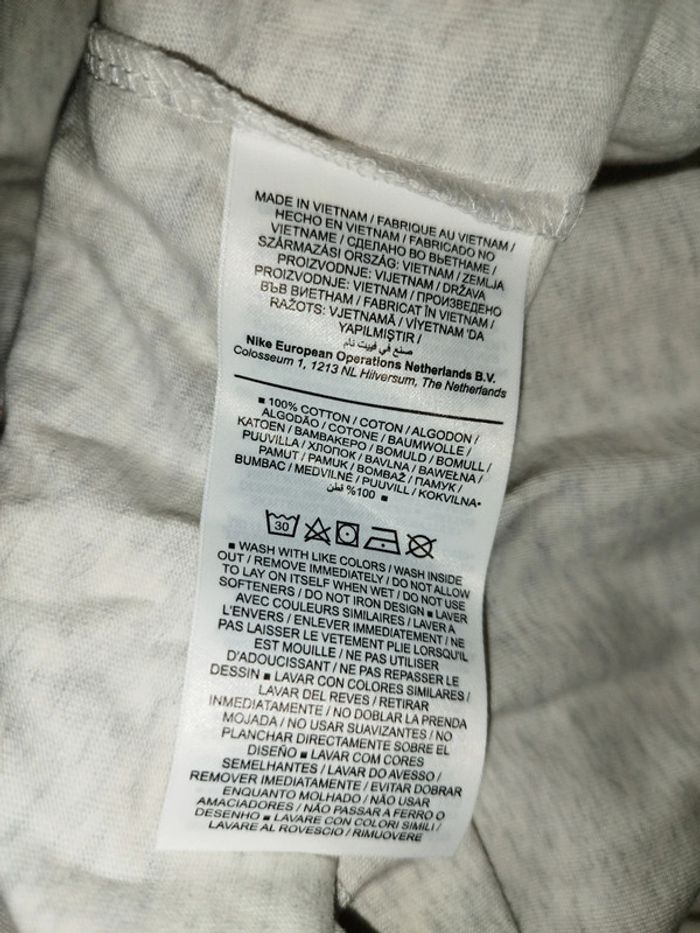 MADE IN VIETNAM / FABRIQUE AU VIETNAM /
HECHO EN VIETNAM / FABRICADO NO
VIETNAME / СДЕЛАНО ВО ВЬЕТНАМЕ /
SZÁRMAZÁSI ORSZÁG: VIETNAM / ZEMLJA
PROIZVODNJE: VIJETNAM / DRŽAVA
PROIZVODNJE: VIETNAM / ПРОИЗВЕДЕНО
ВЪВ ВИЕТНАМ / FABRICAT ÎN VIETNAM /
RAŽOTS: VJETNAMĀ / VİYETNAM 'DA
YAPILMIŞTIR /
صنع في فييت نام
Nike European Operations Netherlands B.V.
Colosseum 1, 1213 NL Hilversum, The Netherlands
■ 100% COTTON / COTON / ALGODON /
ALGODÃO / COTONE / BAUMWOLLE /
KATOEN / ΒΑΜΒΑΚΕΡΟ / BOMULD / BOMULL /
PUUVILLA / ХЛОПОК / BAVLNA / BAWEŁNA /
PAMUT / PAMUK / BOMBAŽ / ПАМУК /
BUMBAC / MEDVILNĖ / PUUVILL / KOKVILNA-
100% قطن ■
30
■ WASH WITH LIKE COLORS / WASH INSIDE
OUT / REMOVE IMMEDIATELY / DO NOT ALLOW
TO LAY ON ITSELF WHEN WET / DO NOT USE
SOFTENERS / DO NOT IRON DESIGN ■ LAVER
AVEC COULEURS SIMILAIRES / LAVER A
L'ENVERS / ENLEVER IMMEDIATEMENT / NE
PAS LAISSER LE VETEMENT PLIE LORSQU'IL
EST MOUILLE / NE PAS UTILISER
D'ADOUCISSANT / NE PAS REPASSER LE
DESSIN ■ LAVAR CON COLORES SIMILARES /
LAVAR DEL REVES / RETIRAR
INMEDIATAMENTE / NO DOBLAR LA PRENDA
MOJADA / NO USAR SUAVIZANTES / NO
PLANCHAR DIRECTAMENTE SOBRE EL
DISEÑO ■ LAVAR COM CORES
SEMELHANTES / LAVAR DO AVESSO /
REMOVER IMEDIATAMENTE / EVITAR DOBRAR
ENQUANTO MOLHADO / NÃO USAR
AMACIADORES / NÃO PASSAR A FERRO O
DESENHO ■ LAVARE CON COLORI SIMILI /
LAVARE AL ROVESCIO / RIMUOVERE